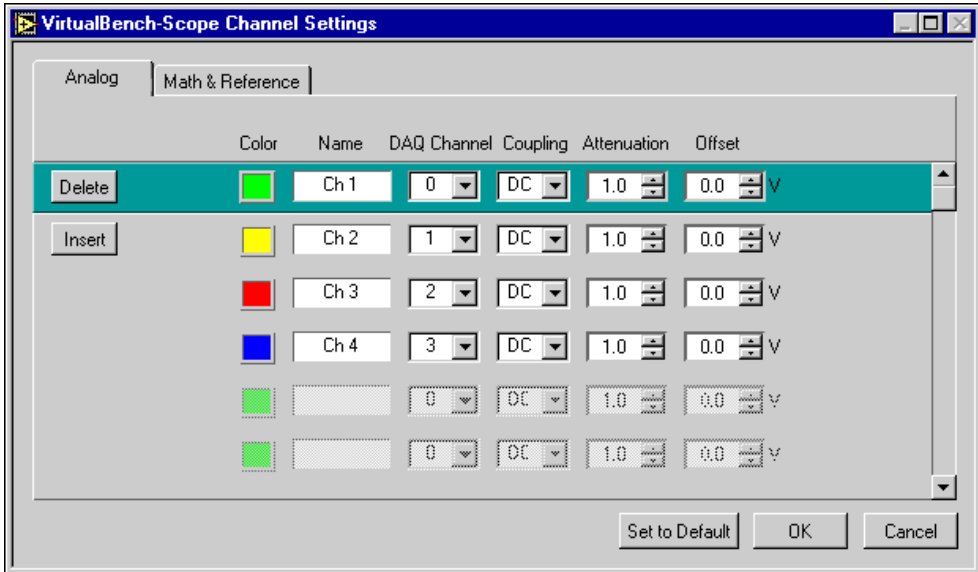 VirtualBench-Scope Channel Settings
Analog
Math & Reference
Color Name DAQ Channel Coupling Attenuation Offset
Delete Ch 1 0 DC 1.0 0.0 V
Insert Ch 2 1 DC 1.0 0.0 V
Ch 3 2 DC 1.0 0.0 V
Ch 4 3 DC 1.0 0.0 V
0 DC 1.0 0.0 V
0 DC 1.0 0.0 V
Set to Default OK Cancel